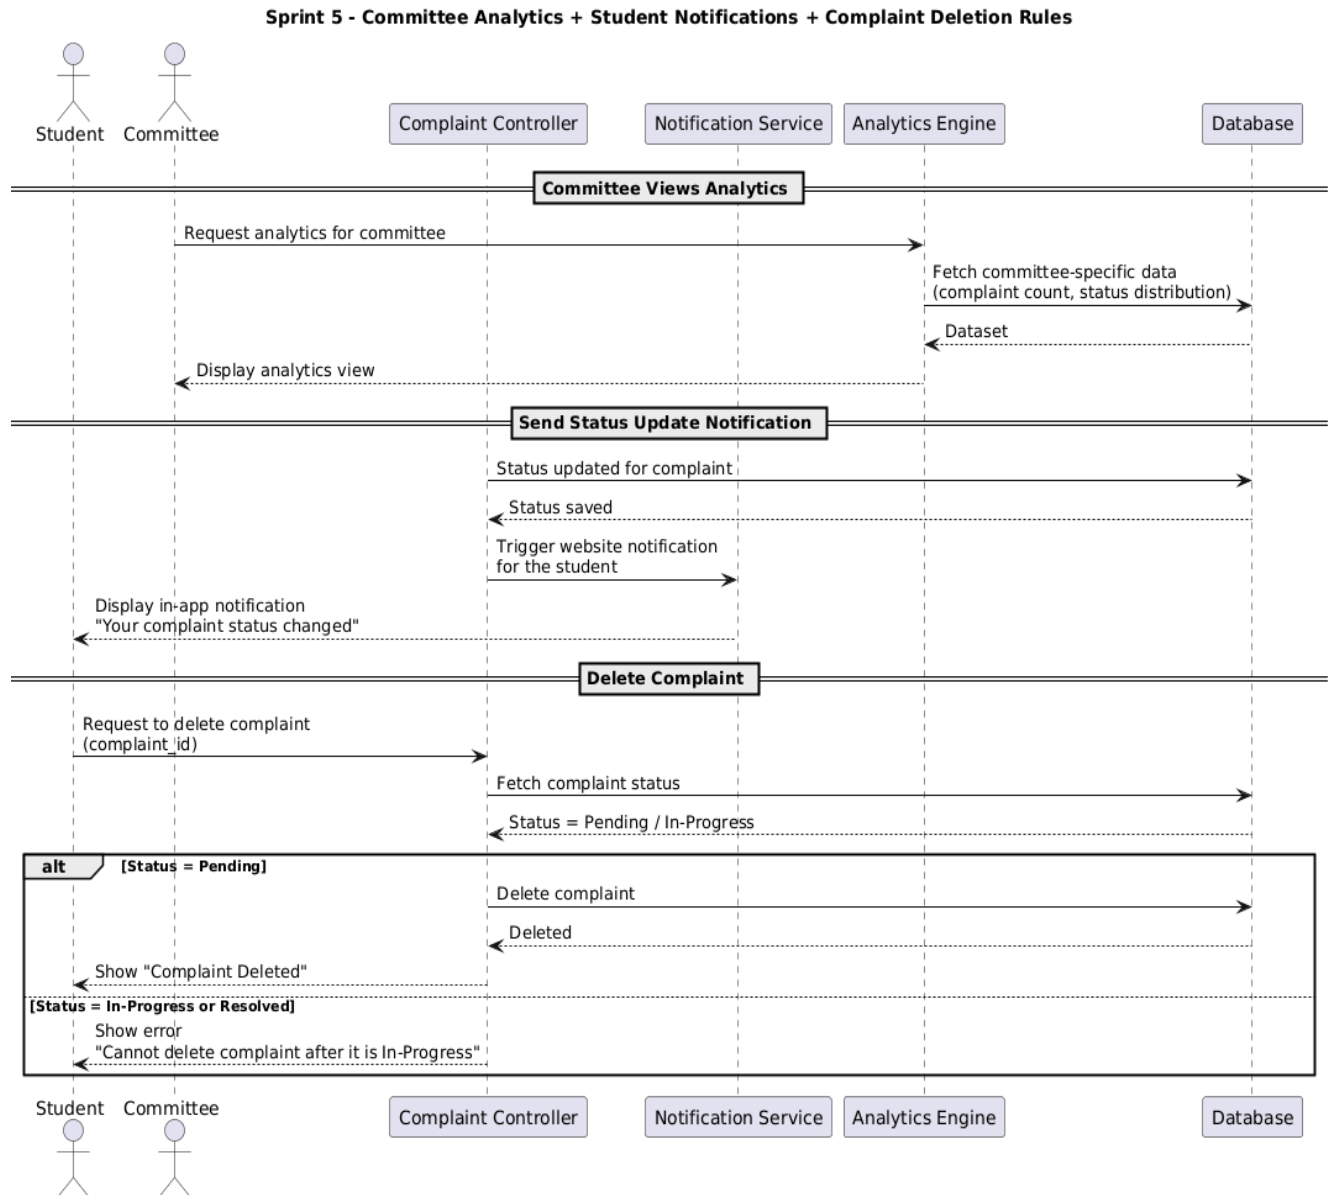 Sprint 5 - Committee Analytics + Student Notifications + Complaint Deletion Rules
Student
Committee
Complaint Controller
Notification Service
Analytics Engine
Database
Committee Views Analytics
Request analytics for committee
Fetch committee-specific data
(complaint count, status distribution)
Dataset
Display analytics view
Send Status Update Notification
Status updated for complaint
Status saved
Trigger website notification
for the student
Display in-app notification
"Your complaint status changed"
Delete Complaint
Request to delete complaint
(complaint_id)
Fetch complaint status
Status = Pending / In-Progress
alt
[Status = Pending]
Delete complaint
Deleted
Show "Complaint Deleted"
[Status = In-Progress or Resolved]
Show error
"Cannot delete complaint after it is In-Progress"
Student
Committee
Complaint Controller
Notification Service
Analytics Engine
Database